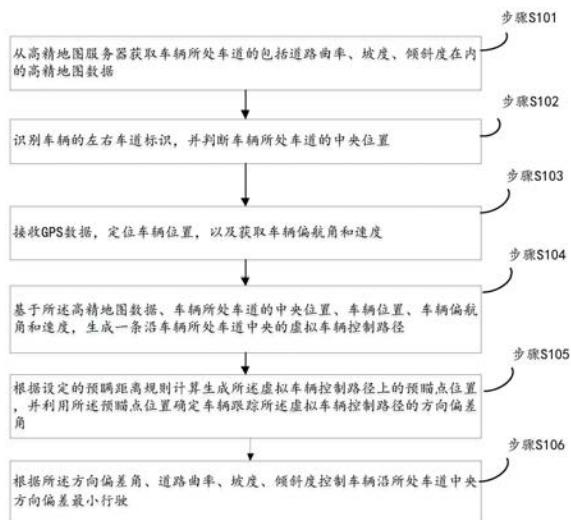 步骤S101
从高精地图服务器获取车辆所处车道的包括道路曲率、坡度、倾斜度在内
的高精地图数据
步骤S102
识别车辆的左右车道标识，并判断车辆所处车道的中央位置
步骤S103
接收GPS数据，定位车辆位置，以及获取车辆偏航角和速度
步骤S104
基于所述高精地图数据、车辆所处车道的中央位置、车辆位置、车辆偏航
角和速度，生成一条沿车辆所处车道中央的虚拟车辆控制路径
步骤S105
根据设定的预瞄距离规则计算生成所述虚拟车辆控制路径上的预瞄点位置
，并利用所述预瞄点位置确定车辆跟踪所述虚拟车辆控制路径的方向偏差
角
步骤S106
根据所述方向偏差角、道路曲率、坡度、倾斜度控制车辆沿所处车道中央
方向偏差最小行驶